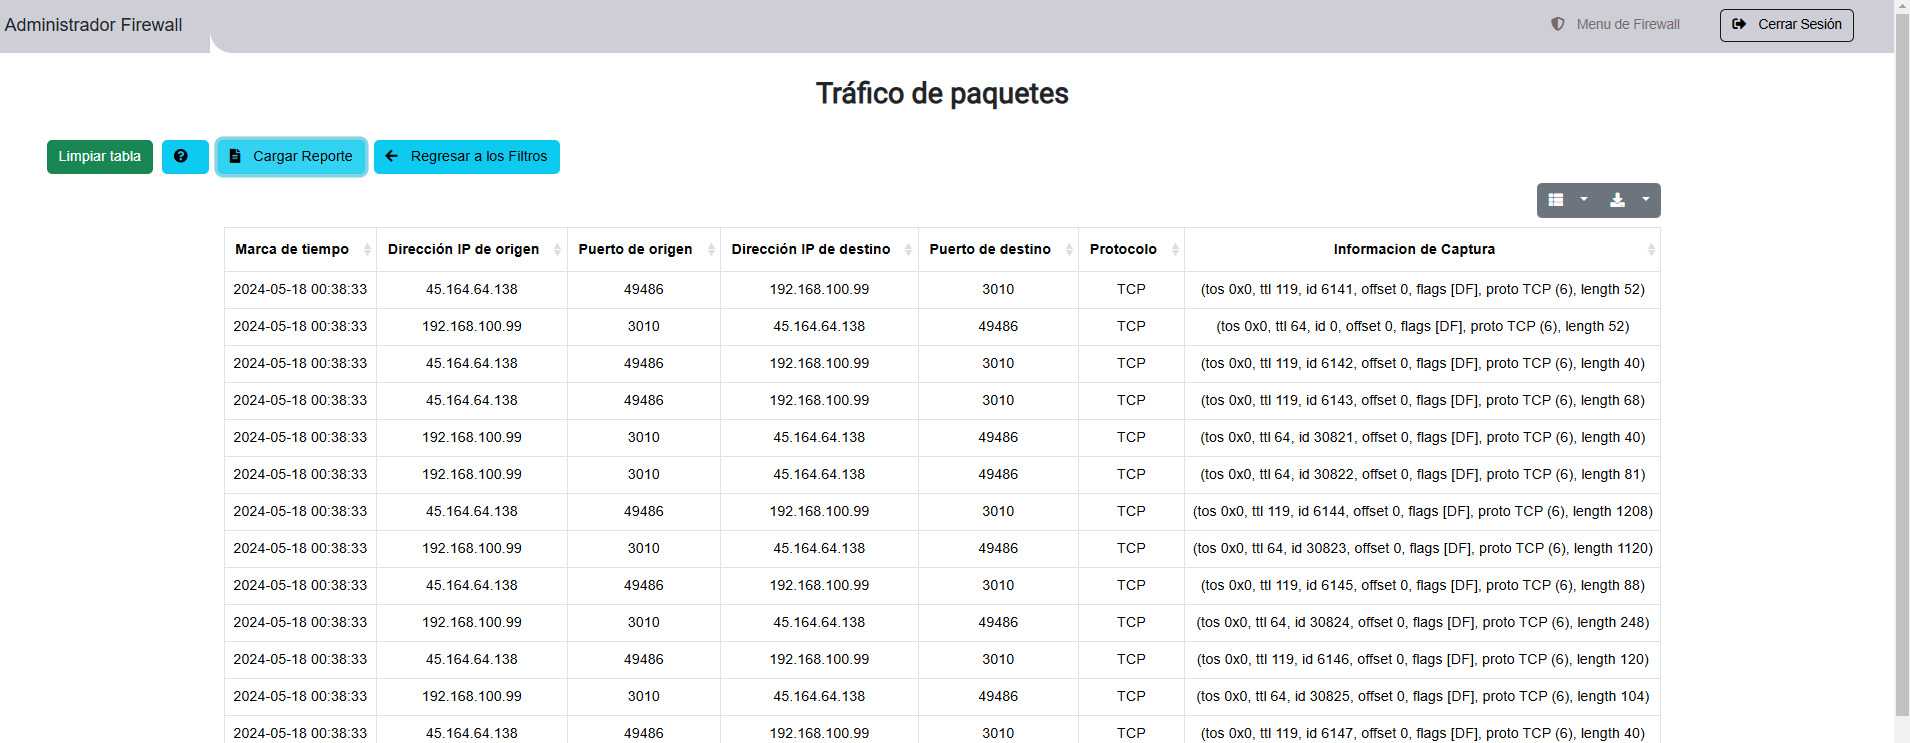 Administrador Firewall
Menu de Firewall
Cerrar Sesión
Tráfico de paquetes
Limpiar tabla
Cargar Reporte
Regresar a los Filtros
Marca de tiempo Dirección IP de origen Puerto de origen Dirección IP de destino Puerto de destino Protocolo Informacion de Captura
2024-05-18 00:38:33 45.164.64.138 49486 192.168.100.99 3010 TCP (tos 0x0, ttl 119, id 6141, offset 0, flags [DF], proto TCP (6), length 52)
2024-05-18 00:38:33 192.168.100.99 3010 45.164.64.138 49486 TCP (tos 0x0, ttl 64, id 0, offset 0, flags [DF], proto TCP (6), length 52)
2024-05-18 00:38:33 45.164.64.138 49486 192.168.100.99 3010 TCP (tos 0x0, ttl 119, id 6142, offset 0, flags [DF], proto TCP (6), length 40)
2024-05-18 00:38:33 45.164.64.138 49486 192.168.100.99 3010 TCP (tos 0x0, ttl 119, id 6143, offset 0, flags [DF], proto TCP (6), length 68)
2024-05-18 00:38:33 192.168.100.99 3010 45.164.64.138 49486 TCP (tos 0x0, ttl 64, id 30821, offset 0, flags [DF], proto TCP (6), length 40)
2024-05-18 00:38:33 192.168.100.99 3010 45.164.64.138 49486 TCP (tos 0x0, ttl 64, id 30822, offset 0, flags [DF], proto TCP (6), length 81)
2024-05-18 00:38:33 45.164.64.138 49486 192.168.100.99 3010 TCP (tos 0x0, ttl 119, id 6144, offset 0, flags [DF], proto TCP (6), length 1208)
2024-05-18 00:38:33 192.168.100.99 3010 45.164.64.138 49486 TCP (tos 0x0, ttl 64, id 30823, offset 0, flags [DF], proto TCP (6), length 1120)
2024-05-18 00:38:33 45.164.64.138 49486 192.168.100.99 3010 TCP (tos 0x0, ttl 119, id 6145, offset 0, flags [DF], proto TCP (6), length 88)
2024-05-18 00:38:33 192.168.100.99 3010 45.164.64.138 49486 TCP (tos 0x0, ttl 64, id 30824, offset 0, flags [DF], proto TCP (6), length 248)
2024-05-18 00:38:33 45.164.64.138 49486 192.168.100.99 3010 TCP (tos 0x0, ttl 119, id 6146, offset 0, flags [DF], proto TCP (6), length 120)
2024-05-18 00:38:33 192.168.100.99 3010 45.164.64.138 49486 TCP (tos 0x0, ttl 64, id 30825, offset 0, flags [DF], proto TCP (6), length 104)
2024-05-18 00:38:33 45.164.64.138 49486 192.168.100.99 3010 TCP (tos 0x0, ttl 119, id 6147, offset 0, flags [DF], proto TCP (6), length 40)